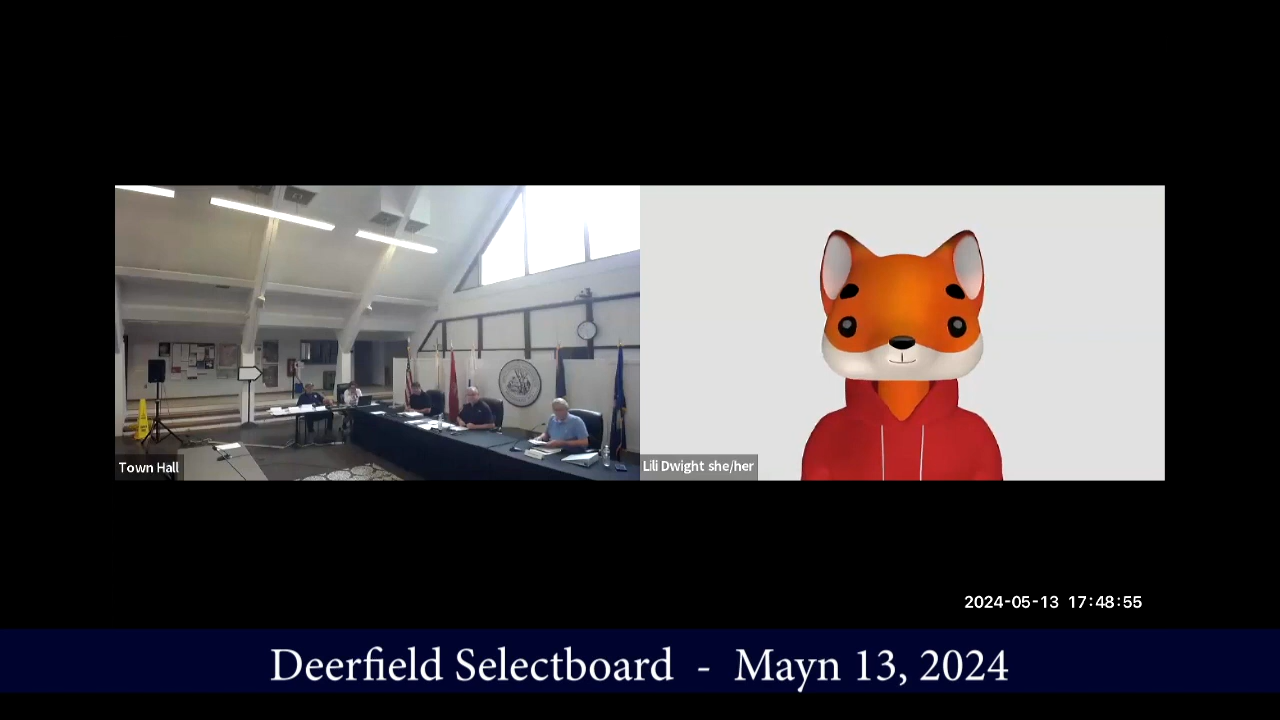 Town Hall
Lili Dwight she/her
2024-05-13 17:48:55
Deerfield Selectboard - Mayn 13, 2024